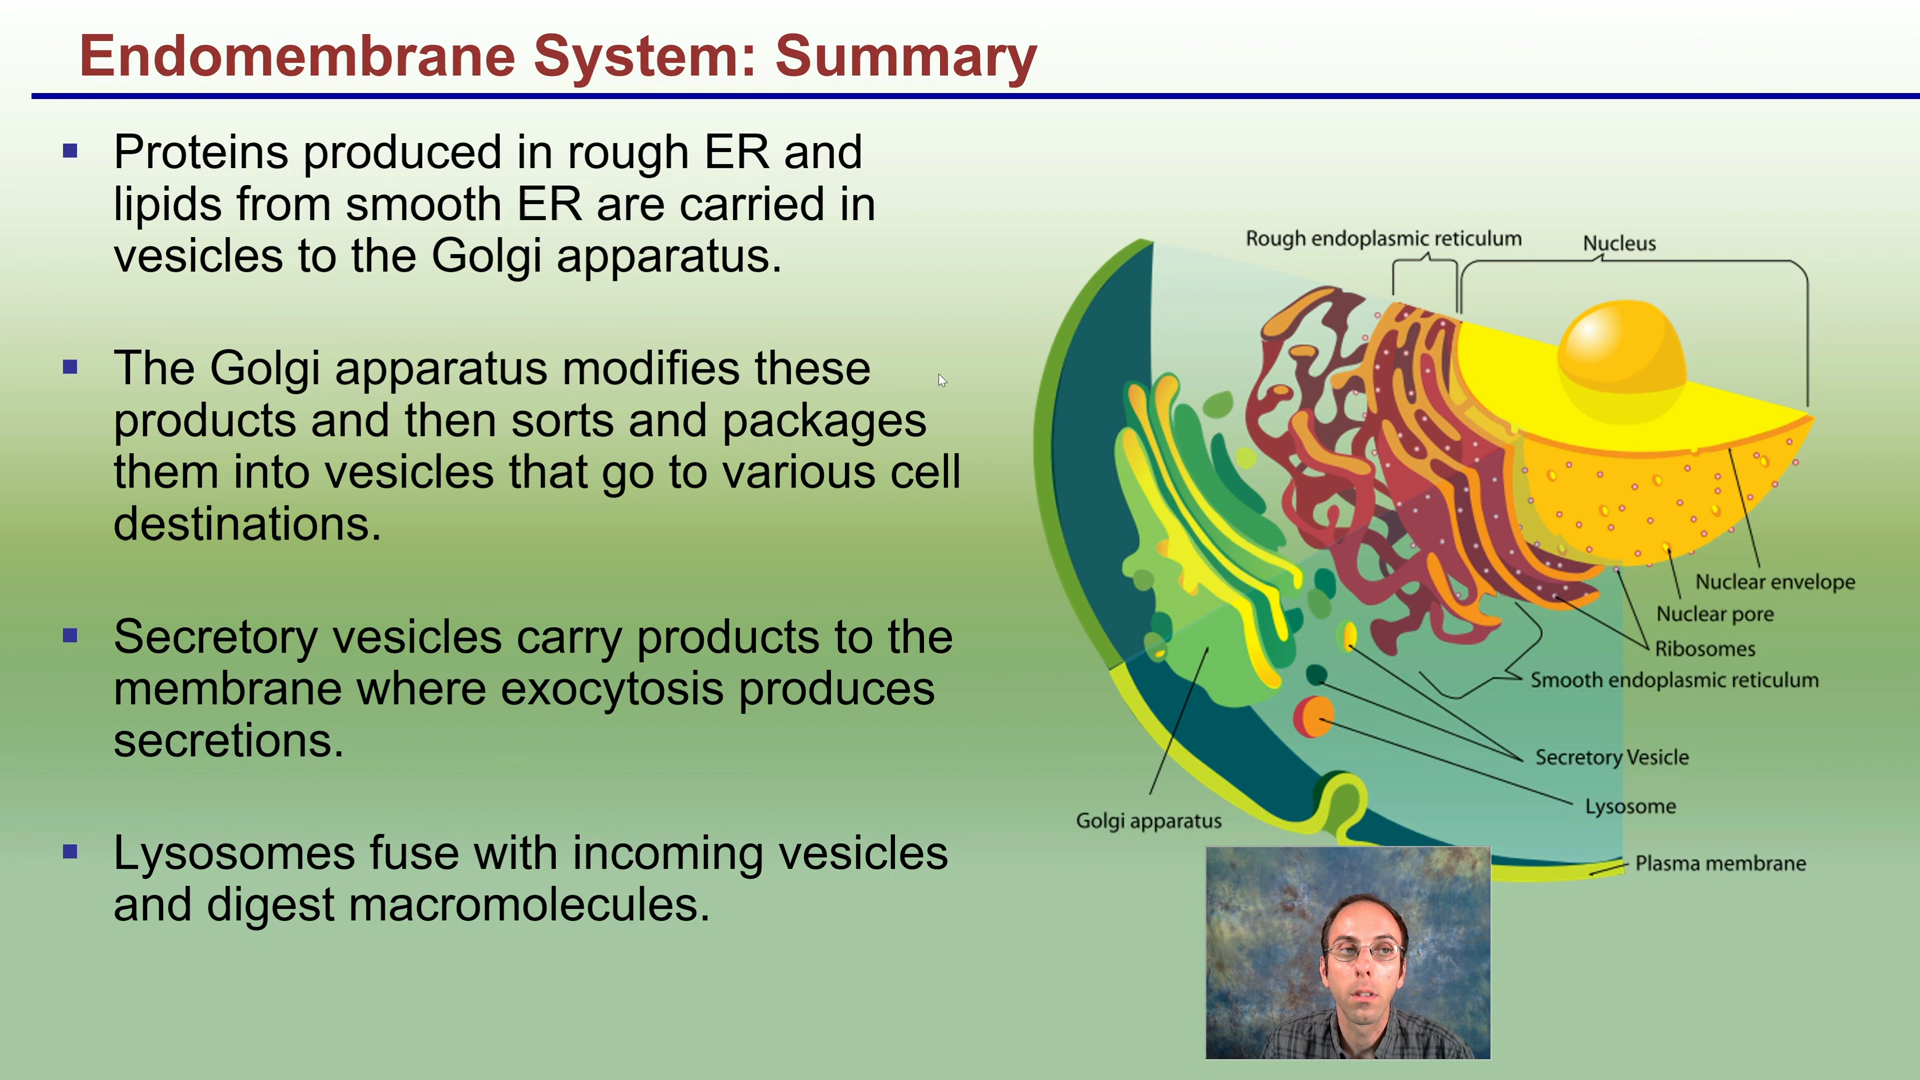 Endomembrane System: Summary
▪ Proteins produced in rough ER and
lipids from smooth ER are carried in
vesicles to the Golgi apparatus.
▪ The Golgi apparatus modifies these
products and then sorts and packages
them into vesicles that go to various cell
destinations.
▪ Secretory vesicles carry products to the
membrane where exocytosis produces
secretions.
▪ Lysosomes fuse with incoming vesicles
and digest macromolecules.
Rough endoplasmic reticulum
Nucleus
Nuclear envelope
Nuclear pore
Ribosomes
Smooth endoplasmic reticulum
Secretory Vesicle
Lysosome
Golgi apparatus
Plasma membrane